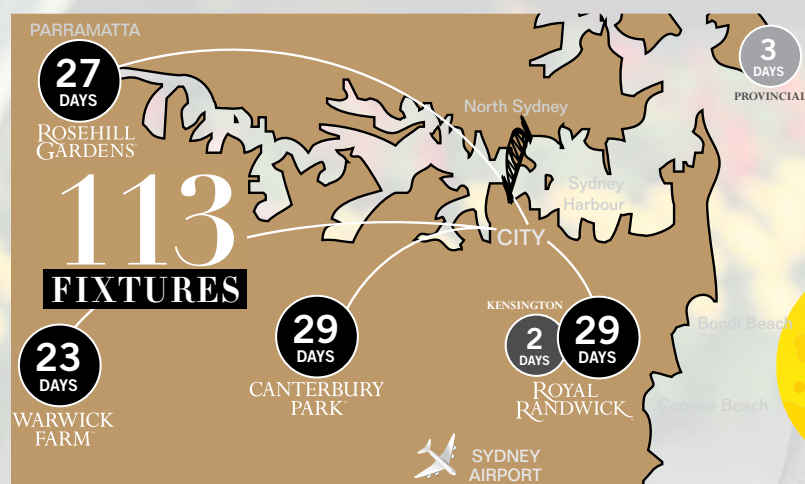 PARRAMATTA
27
DAYS
ROSEHILL
GARDENS
3
DAYS
PROVINCIAL
North Sydney
Sydney
Harbour
113
FIXTURES
CITY
23
DAYS
WARWICK
FARM
29
DAYS
CANTERBURY
PARK
KENSINGTON
2
DAYS
29
DAYS
ROYAL
RANDWICK
Bondi Beach
Coogee Beach
SYDNEY
AIRPORT